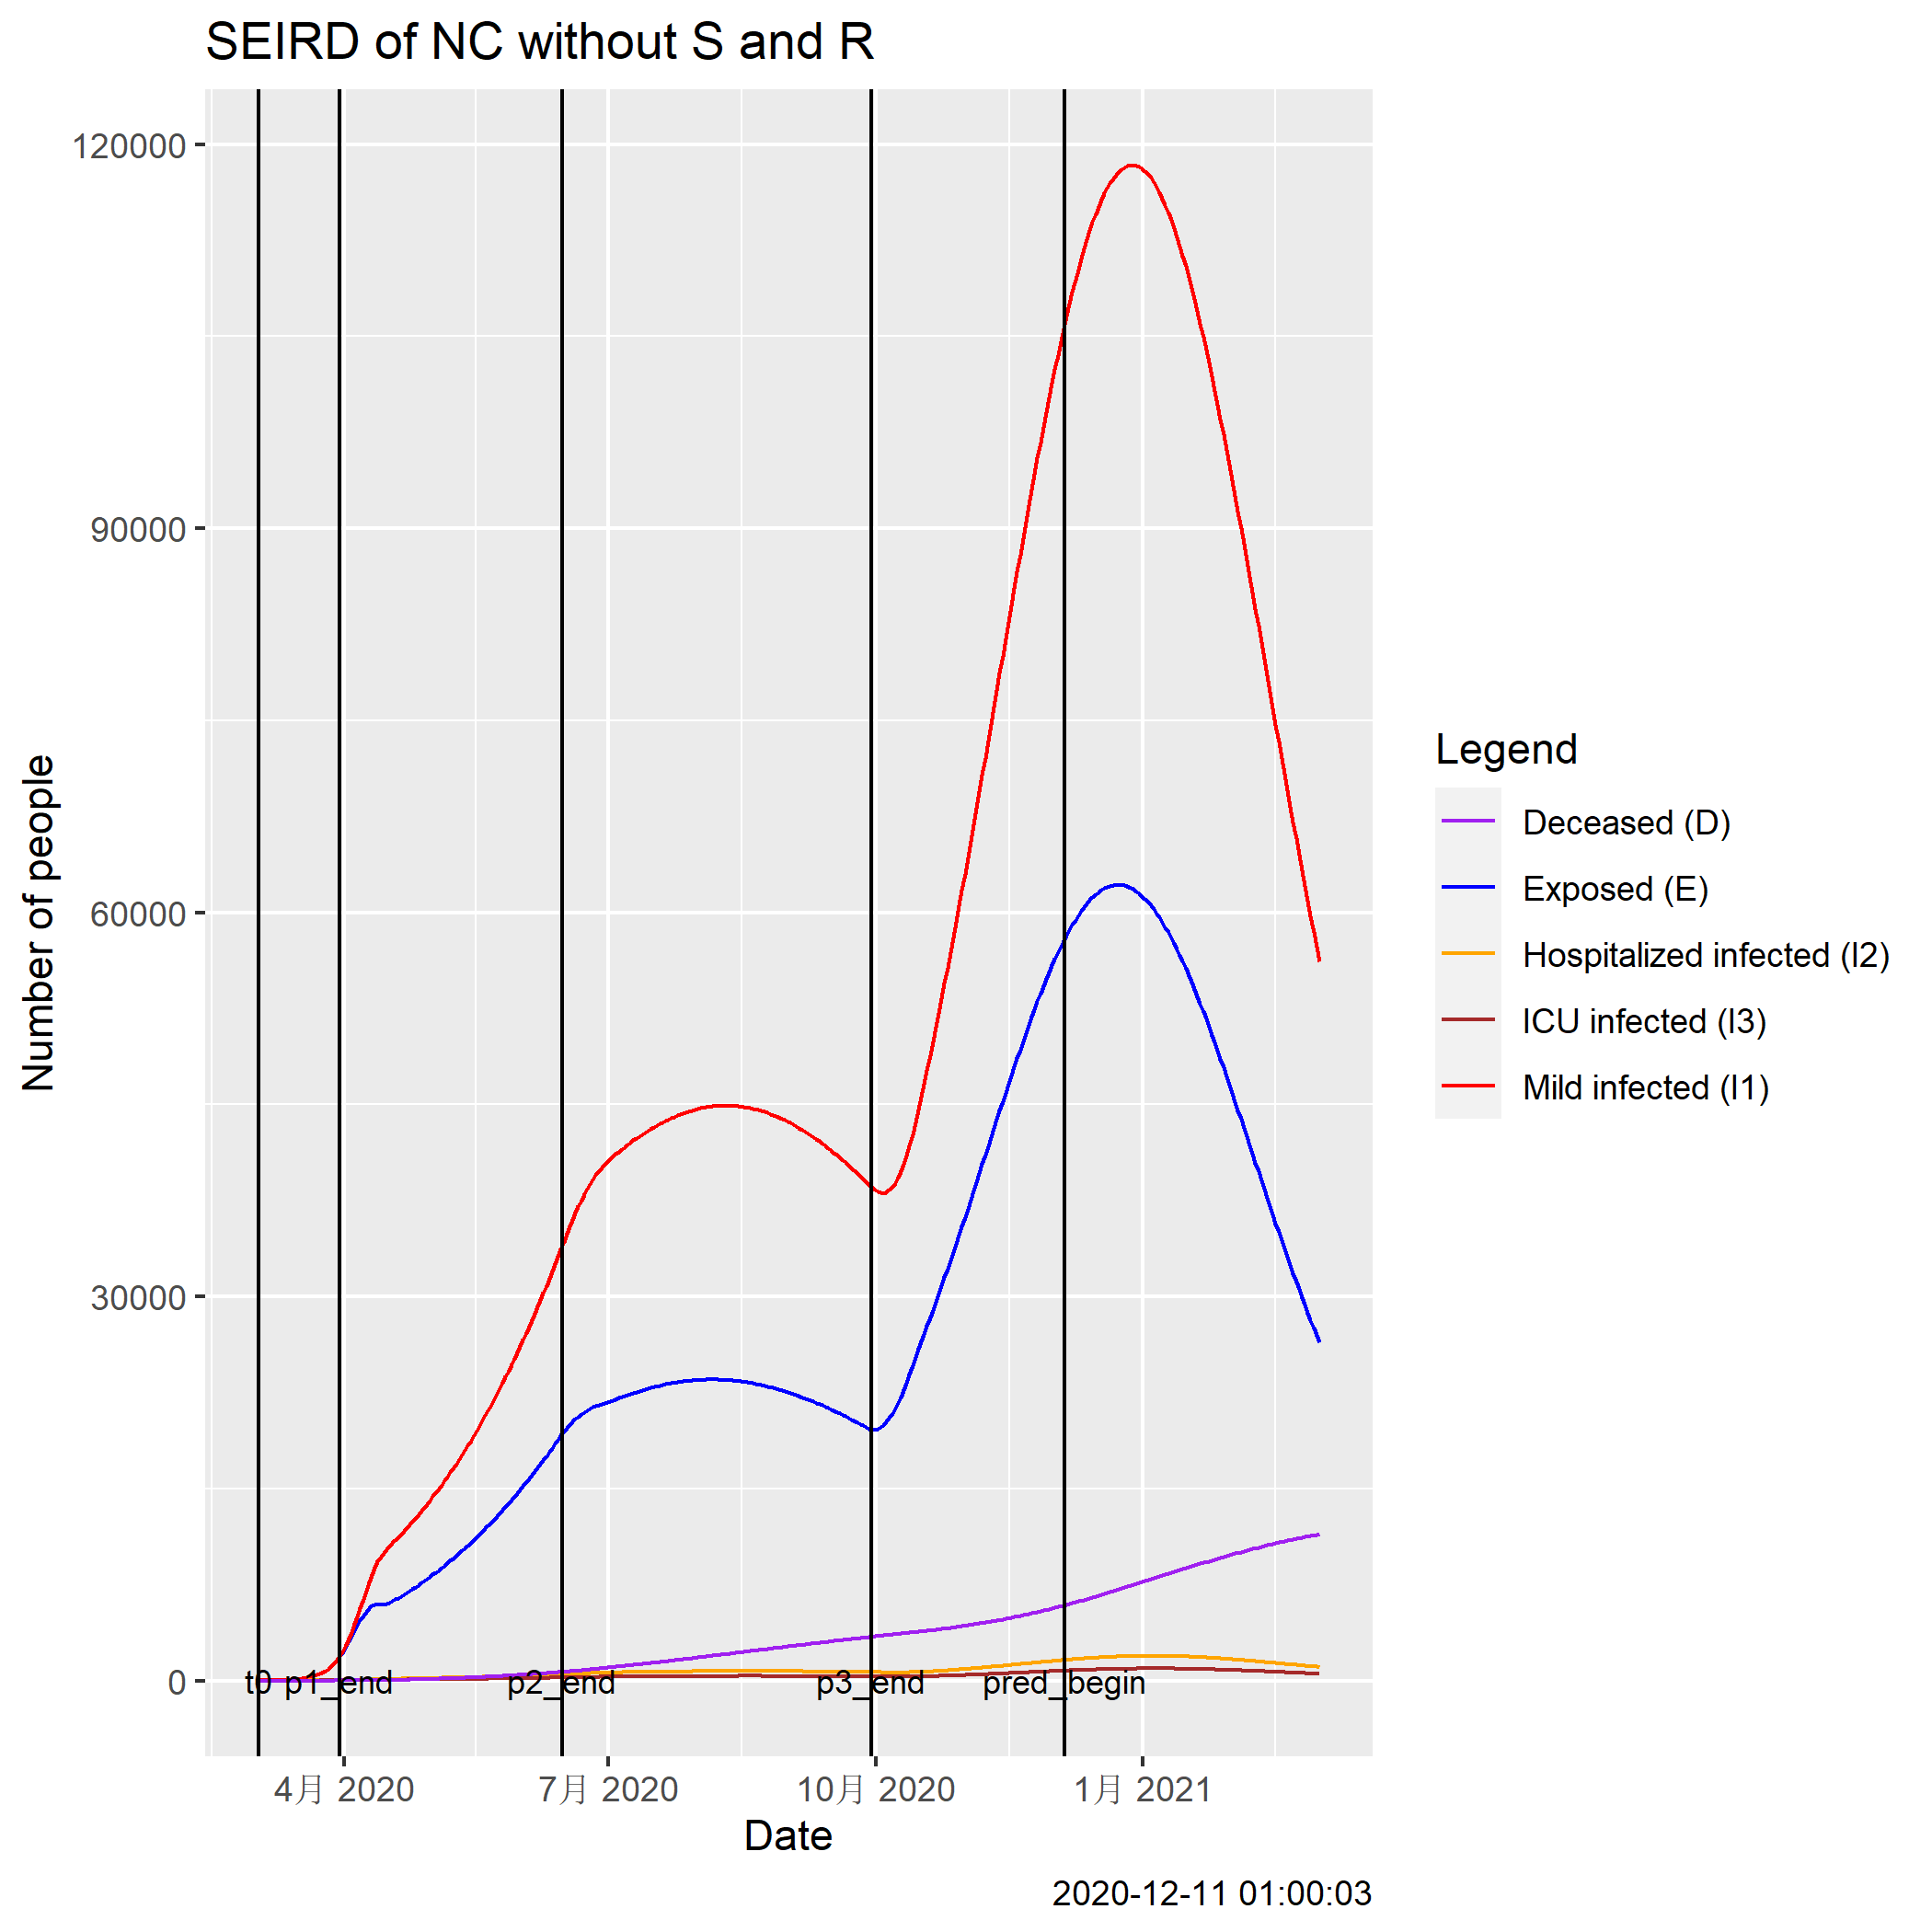 SEIRD of NC without S and R
120000
90000
60000
30000
0
Number of people
t0 p1_end p2_end p3_end pred_begin
4月 2020 7月 2020 10月 2020 1月 2021
Date
Legend
Deceased (D)
Exposed (E)
Hospitalized infected (I2)
ICU infected (I3)
Mild infected (I1)
2020-12-11 01:00:03